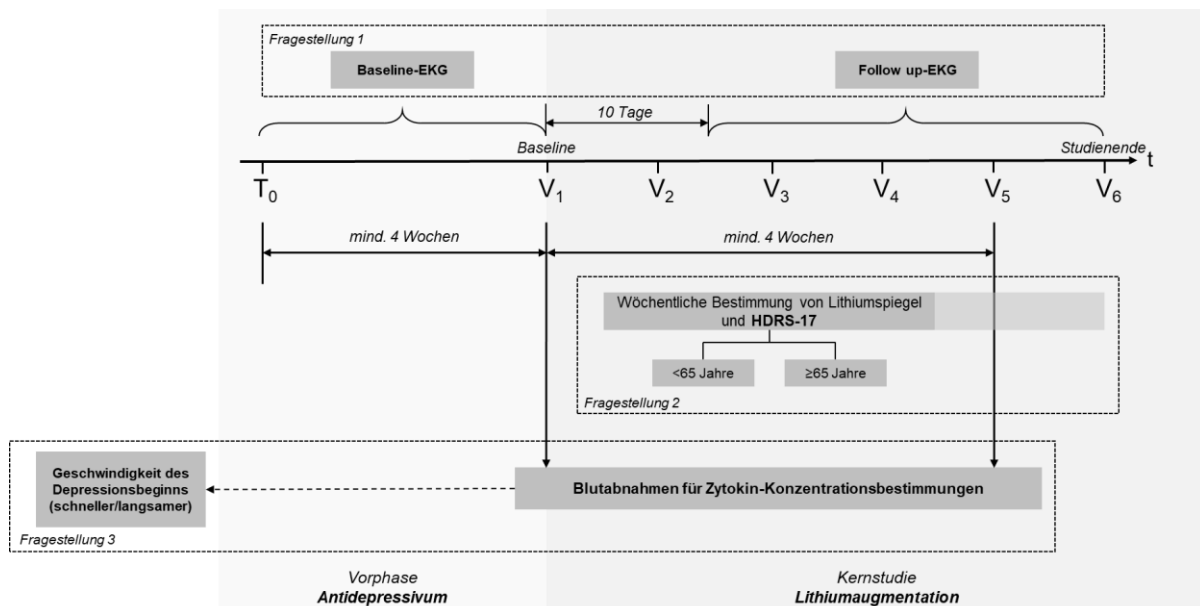 Fragestellung 1
Baseline-EKG
Follow up-EKG
10 Tage
Baseline
Studienende
t
T₀
V₁
V₂
V₃
V₄
V₅
V₆
mind. 4 Wochen
mind. 4 Wochen
Wöchentliche Bestimmung von Lithiumspiegel
und HDRS-17
<65 Jahre
≥65 Jahre
Fragestellung 2
Geschwindigkeit des
Depressionsbeginns
(schneller/langsamer)
Blutabnahmen für Zytokin-Konzentrationsbestimmungen
Fragestellung 3
Vorphase
Antidepressivum
Kernstudie
Lithiumaugmentation